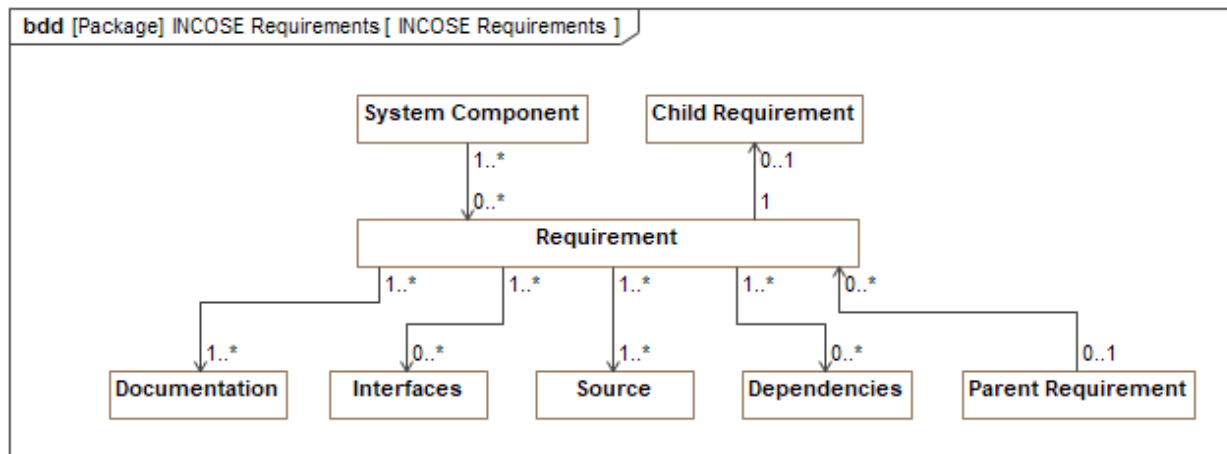 bdd [Package] INCOSE Requirements [ INCOSE Requirements ]
System Component
Child Requirement
1..*
0..1
0..*
1
Requirement
1..*
1..*
1..*
1..*
0..*
1..*
0..*
1..*
0..*
0..1
Documentation
Interfaces
Source
Dependencies
Parent Requirement